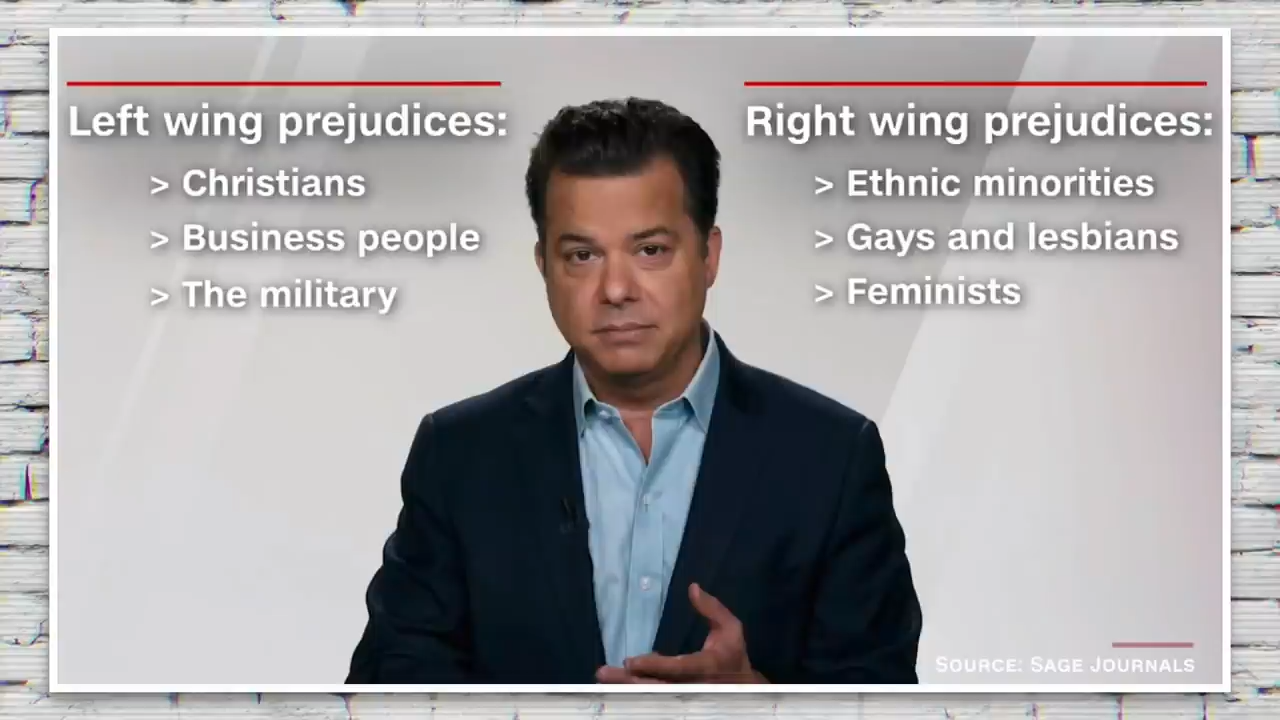 Left wing prejudices:
> Christians
> Business people
> The military
Right wing prejudices:
> Ethnic minorities
> Gays and lesbians
> Feminists
Source: Sage Journals